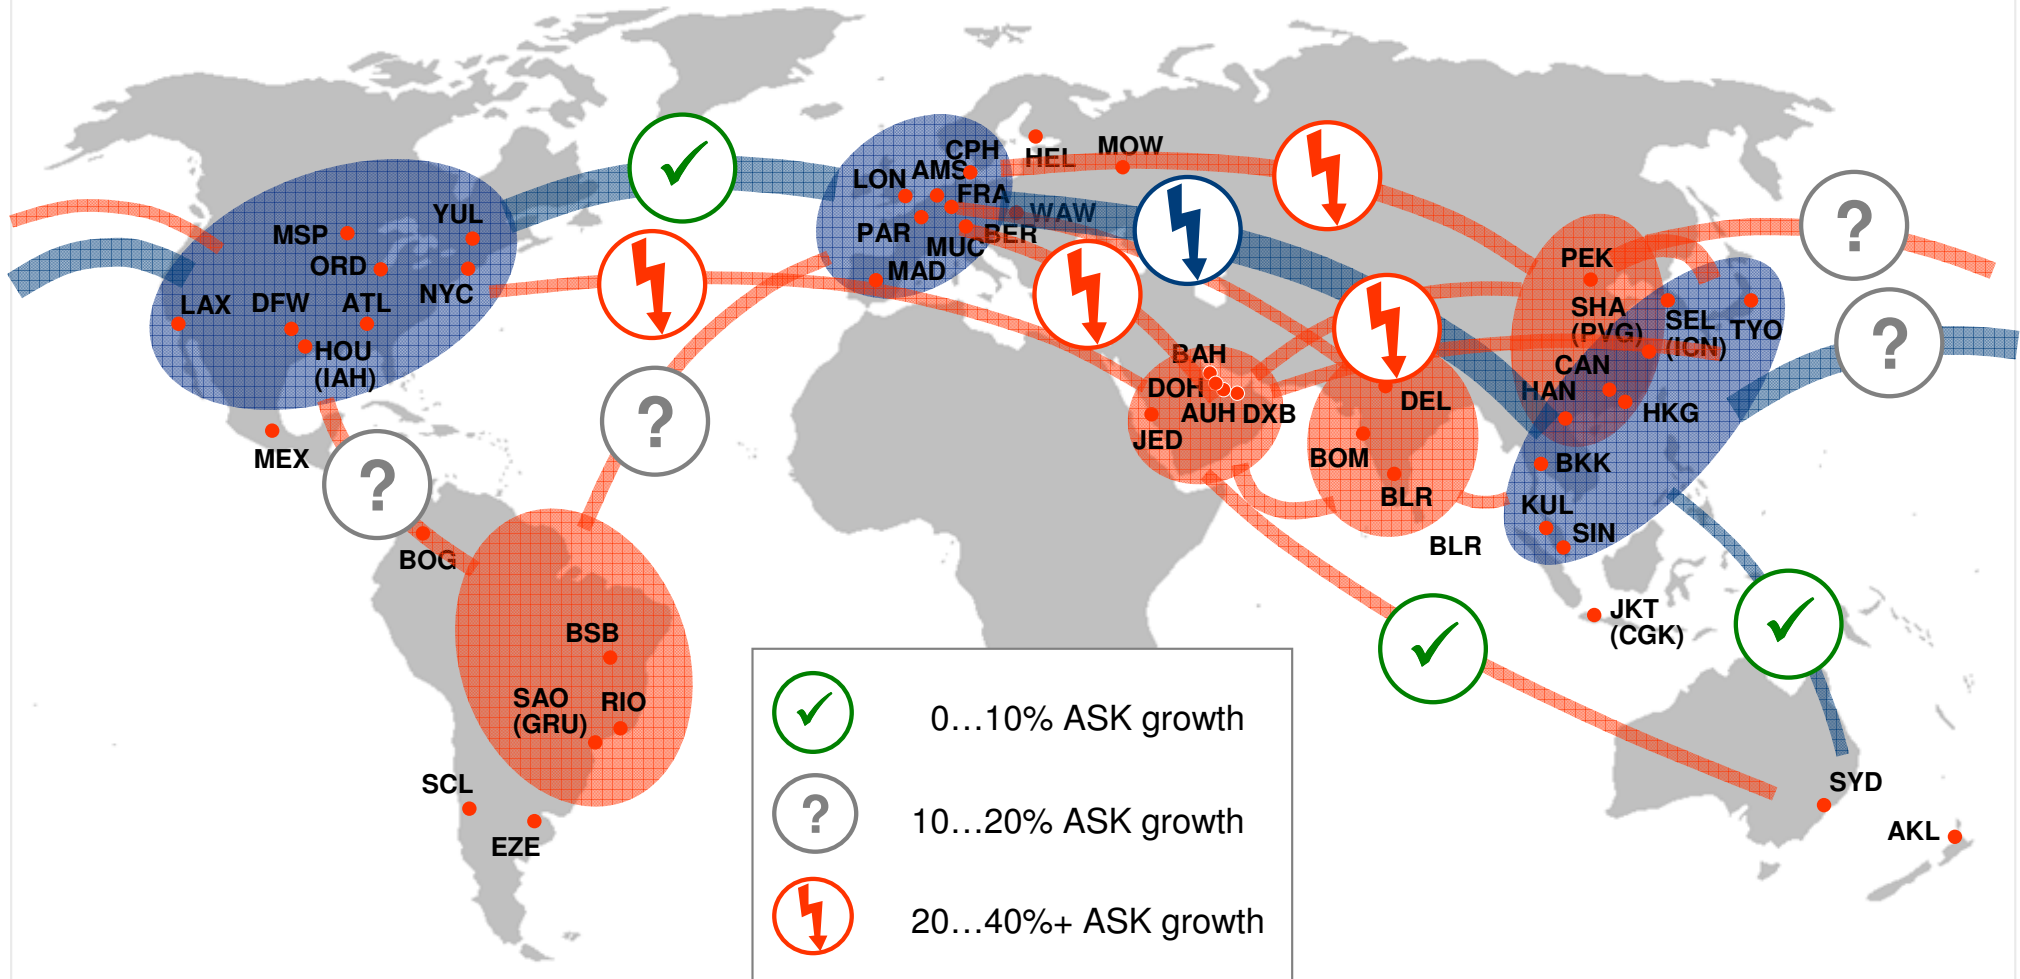 CPH
HEL
MOW
LON
AMS
FRA
WAW
PAR
MUC
BER
MAD
YUL
MSP
ORD
NYC
LAX
DFW
ATL
HOU
(IAH)
MEX
?
?
?
?
PEK
SHA
(PVG)
SEL
(ICN)
TYO
CAN
HAN
HKG
BKK
KUL
SIN
BAH
DOH
AUH
DXB
JED
DEL
BOM
BLR
BLR
JKT
(CGK)
BOG
BSB
SAO
(GRU)
RIO
SCL
EZE
SYD
AKL
0…10% ASK growth
? 10…20% ASK growth
20…40%+ ASK growth